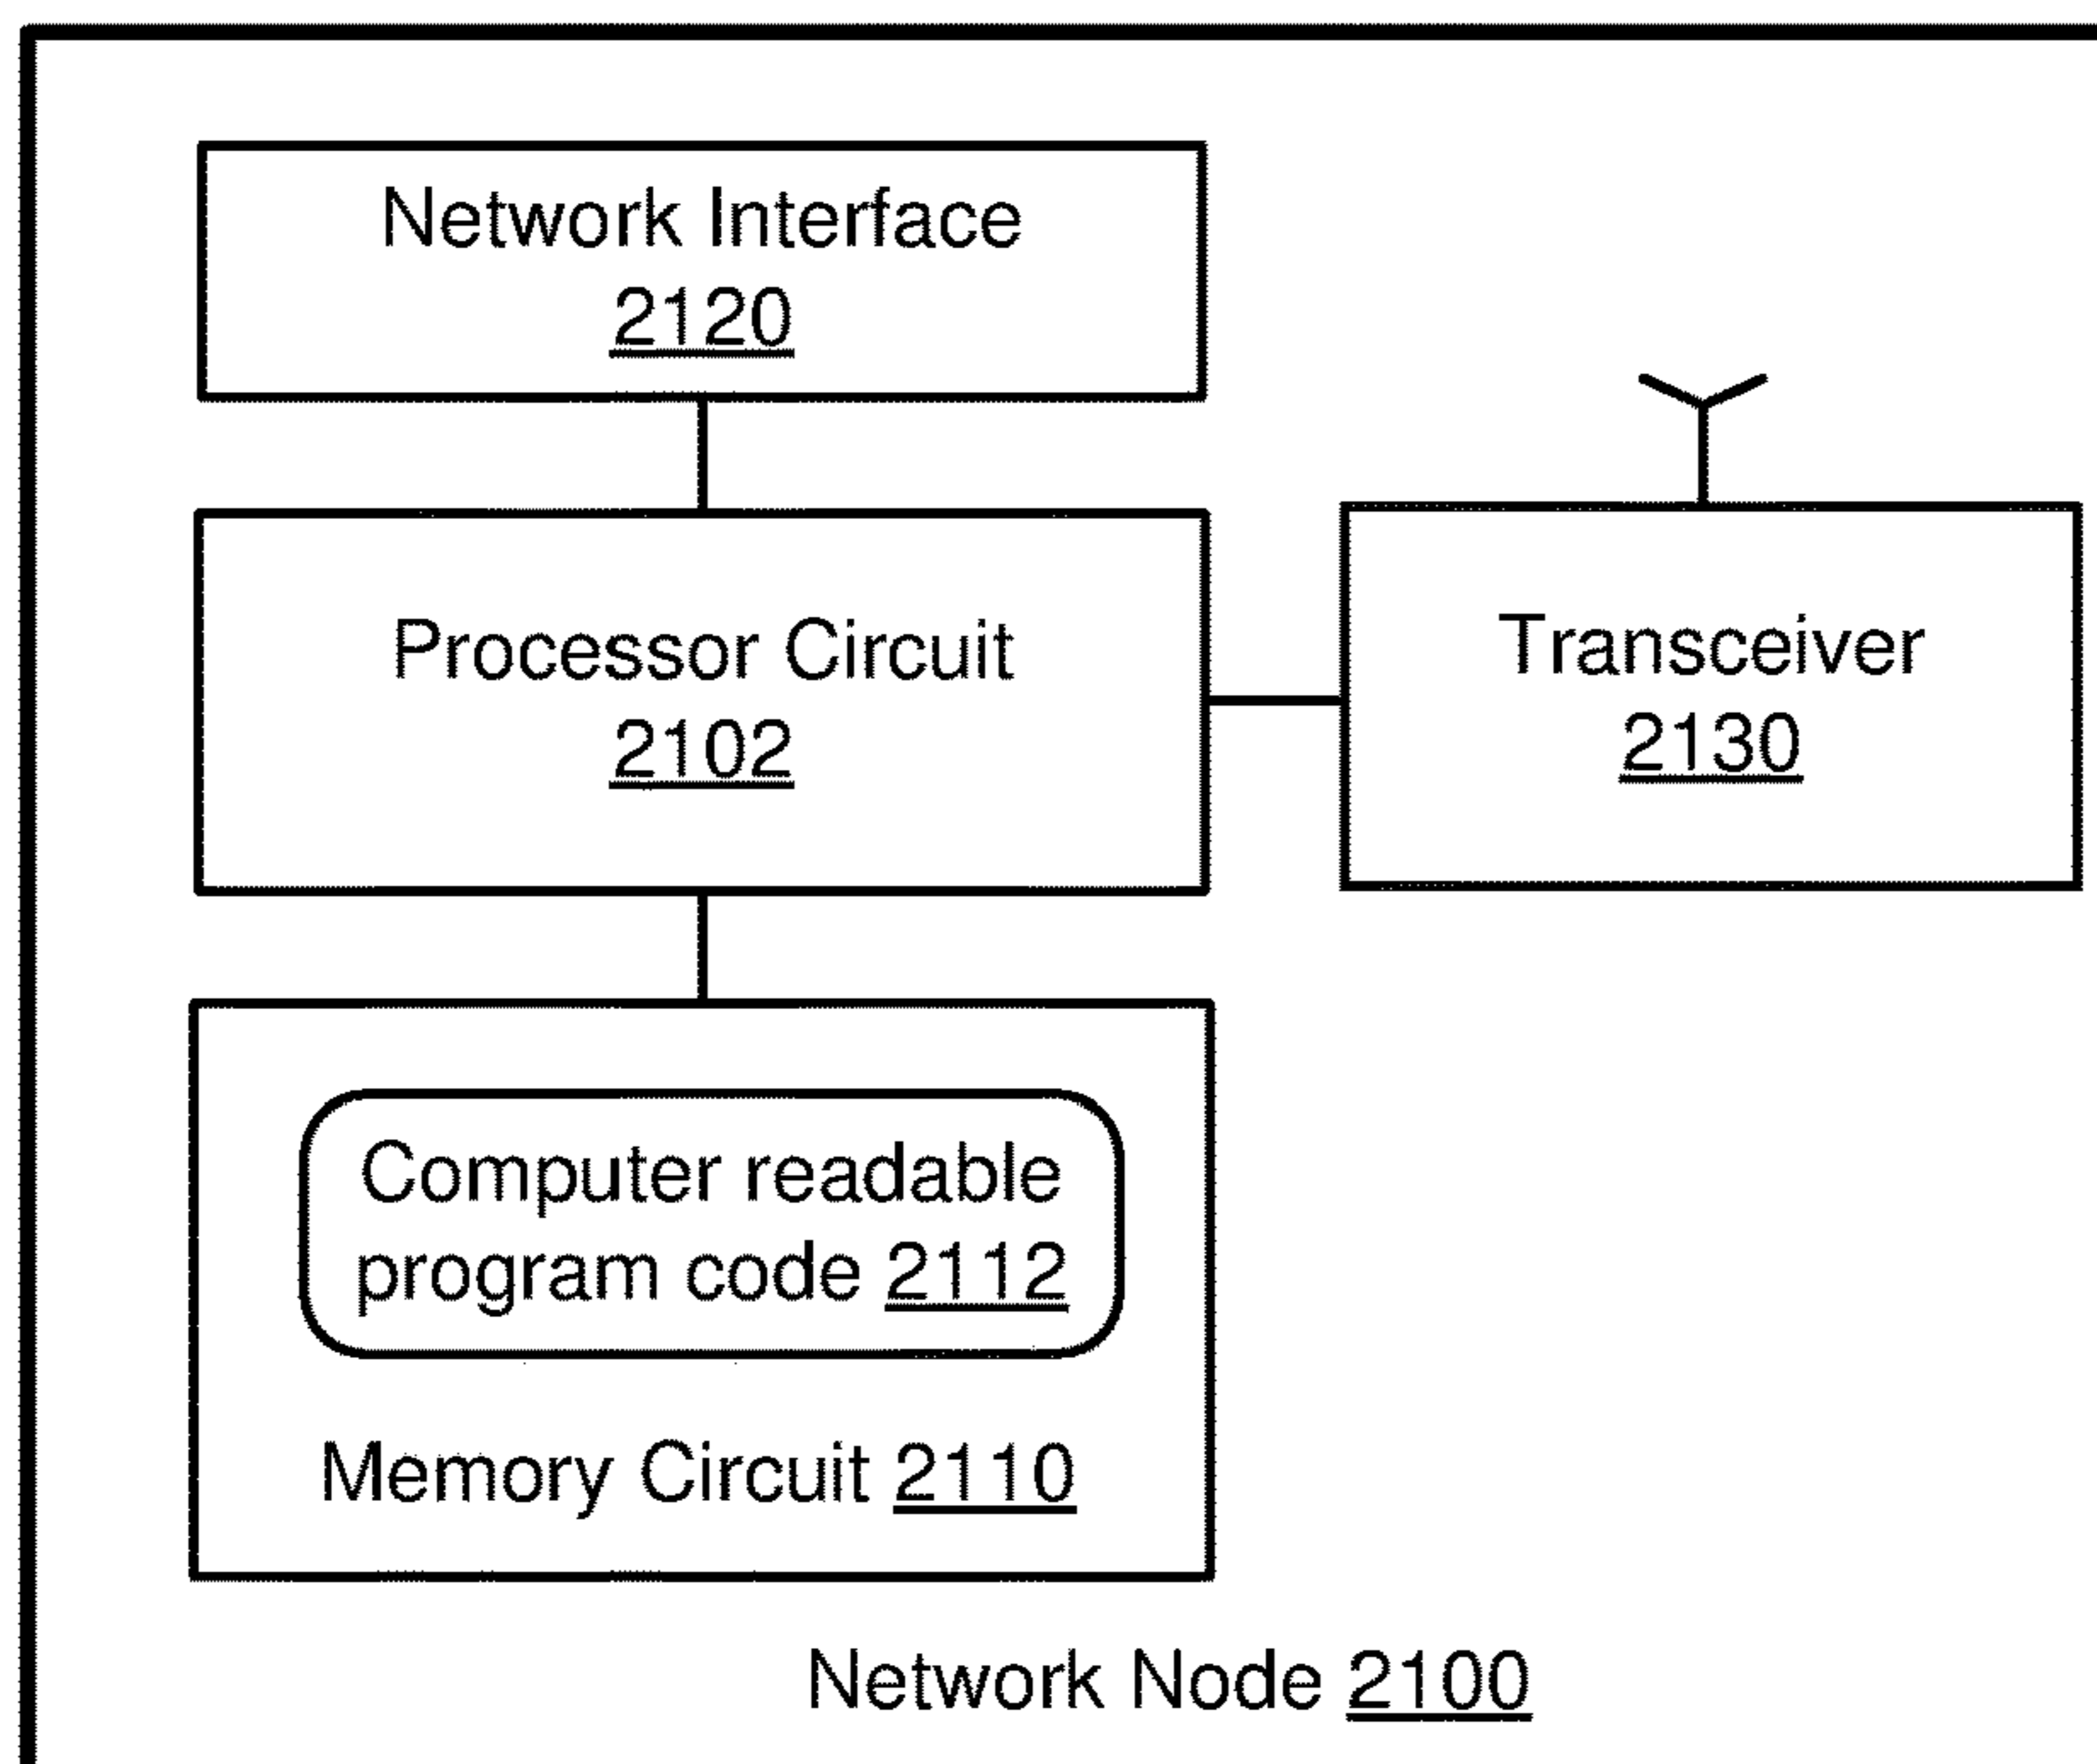 Network Interface
2120
Processor Circuit
2102
Transceiver
2130
Computer readable
program code 2112
Memory Circuit 2110
Network Node 2100